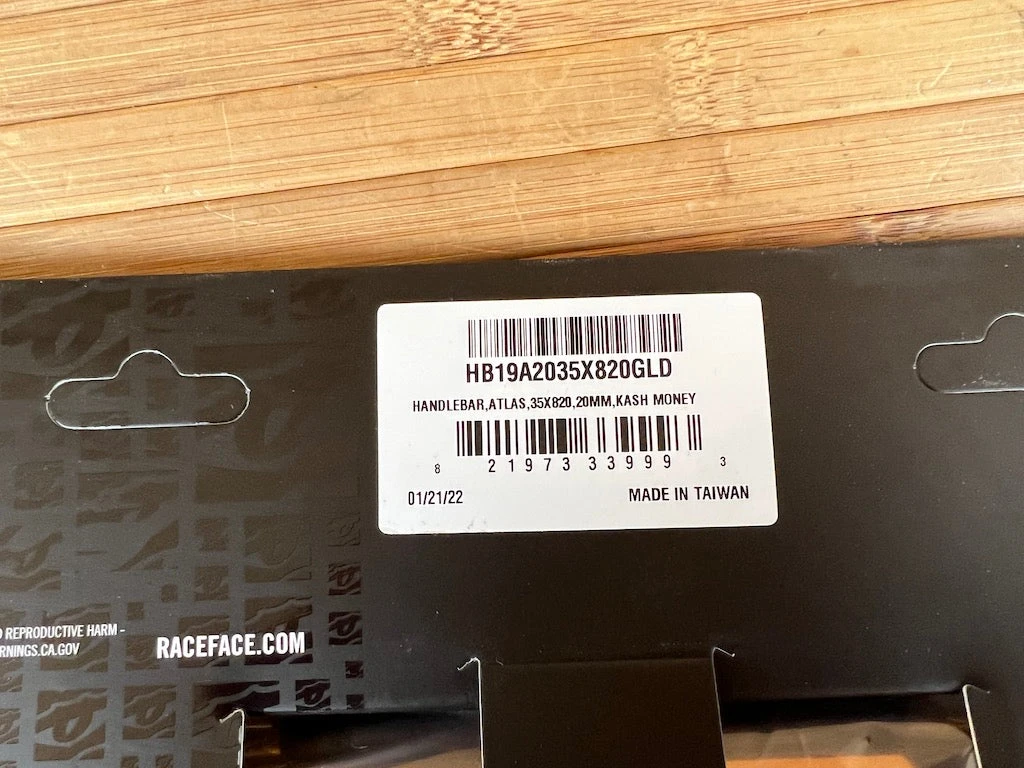 HB19A2035X820GLD
HANDLEBAR,ATLAS,35X820,20MM,KASH MONEY
8 21973 33999 3
01/21/22 MADE IN TAIWAN
REPRODUCTIVE HARM -
RNINGS.CA.GOV
RACEFACE.COM